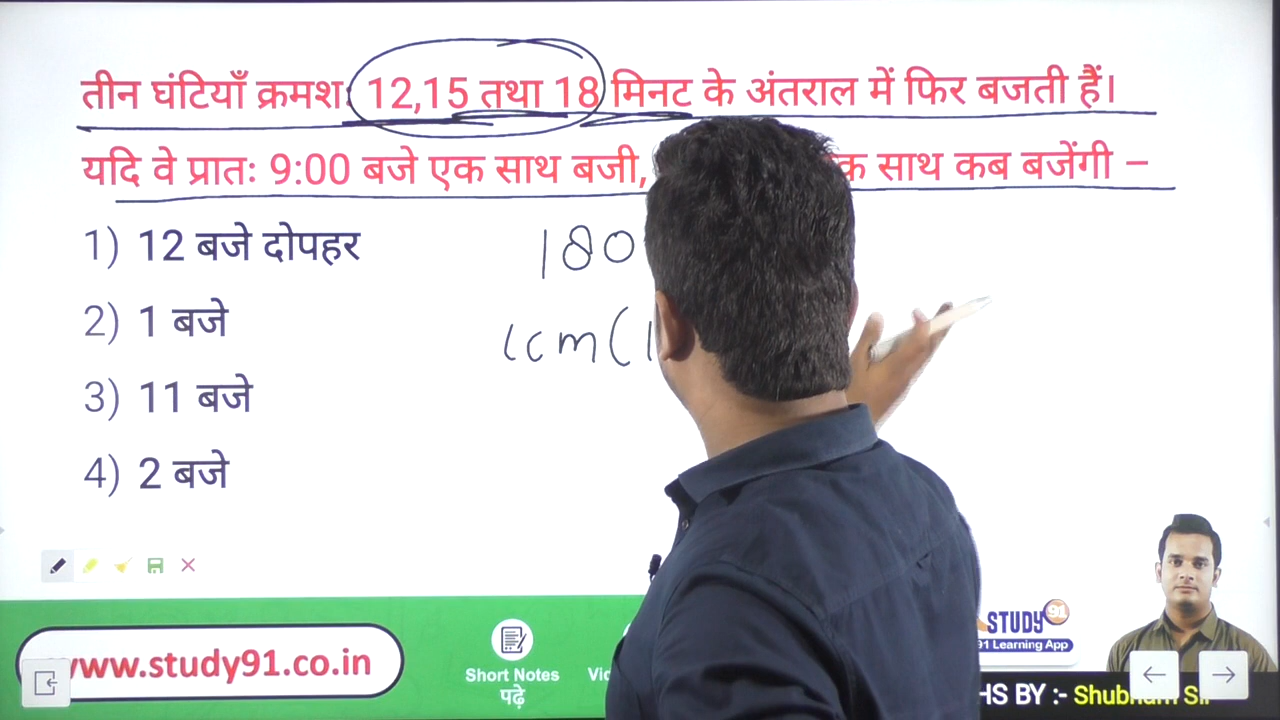 तीन घंटियाँ क्रमश: 12,15 तथा 18 मिनट के अंतराल में फिर बजती हैं।
यदि वे प्रातः 9:00 बजे एक साथ बजी, साथ कब बजेंगी –
1) 12 बजे दोपहर
180
2) 1 बजे
lcm(1
3) 11 बजे
4) 2 बजे
www.study91.co.in
Short Notes
पढ़े
STUDY 91
91 Learning App
BY :- Shubham Sir